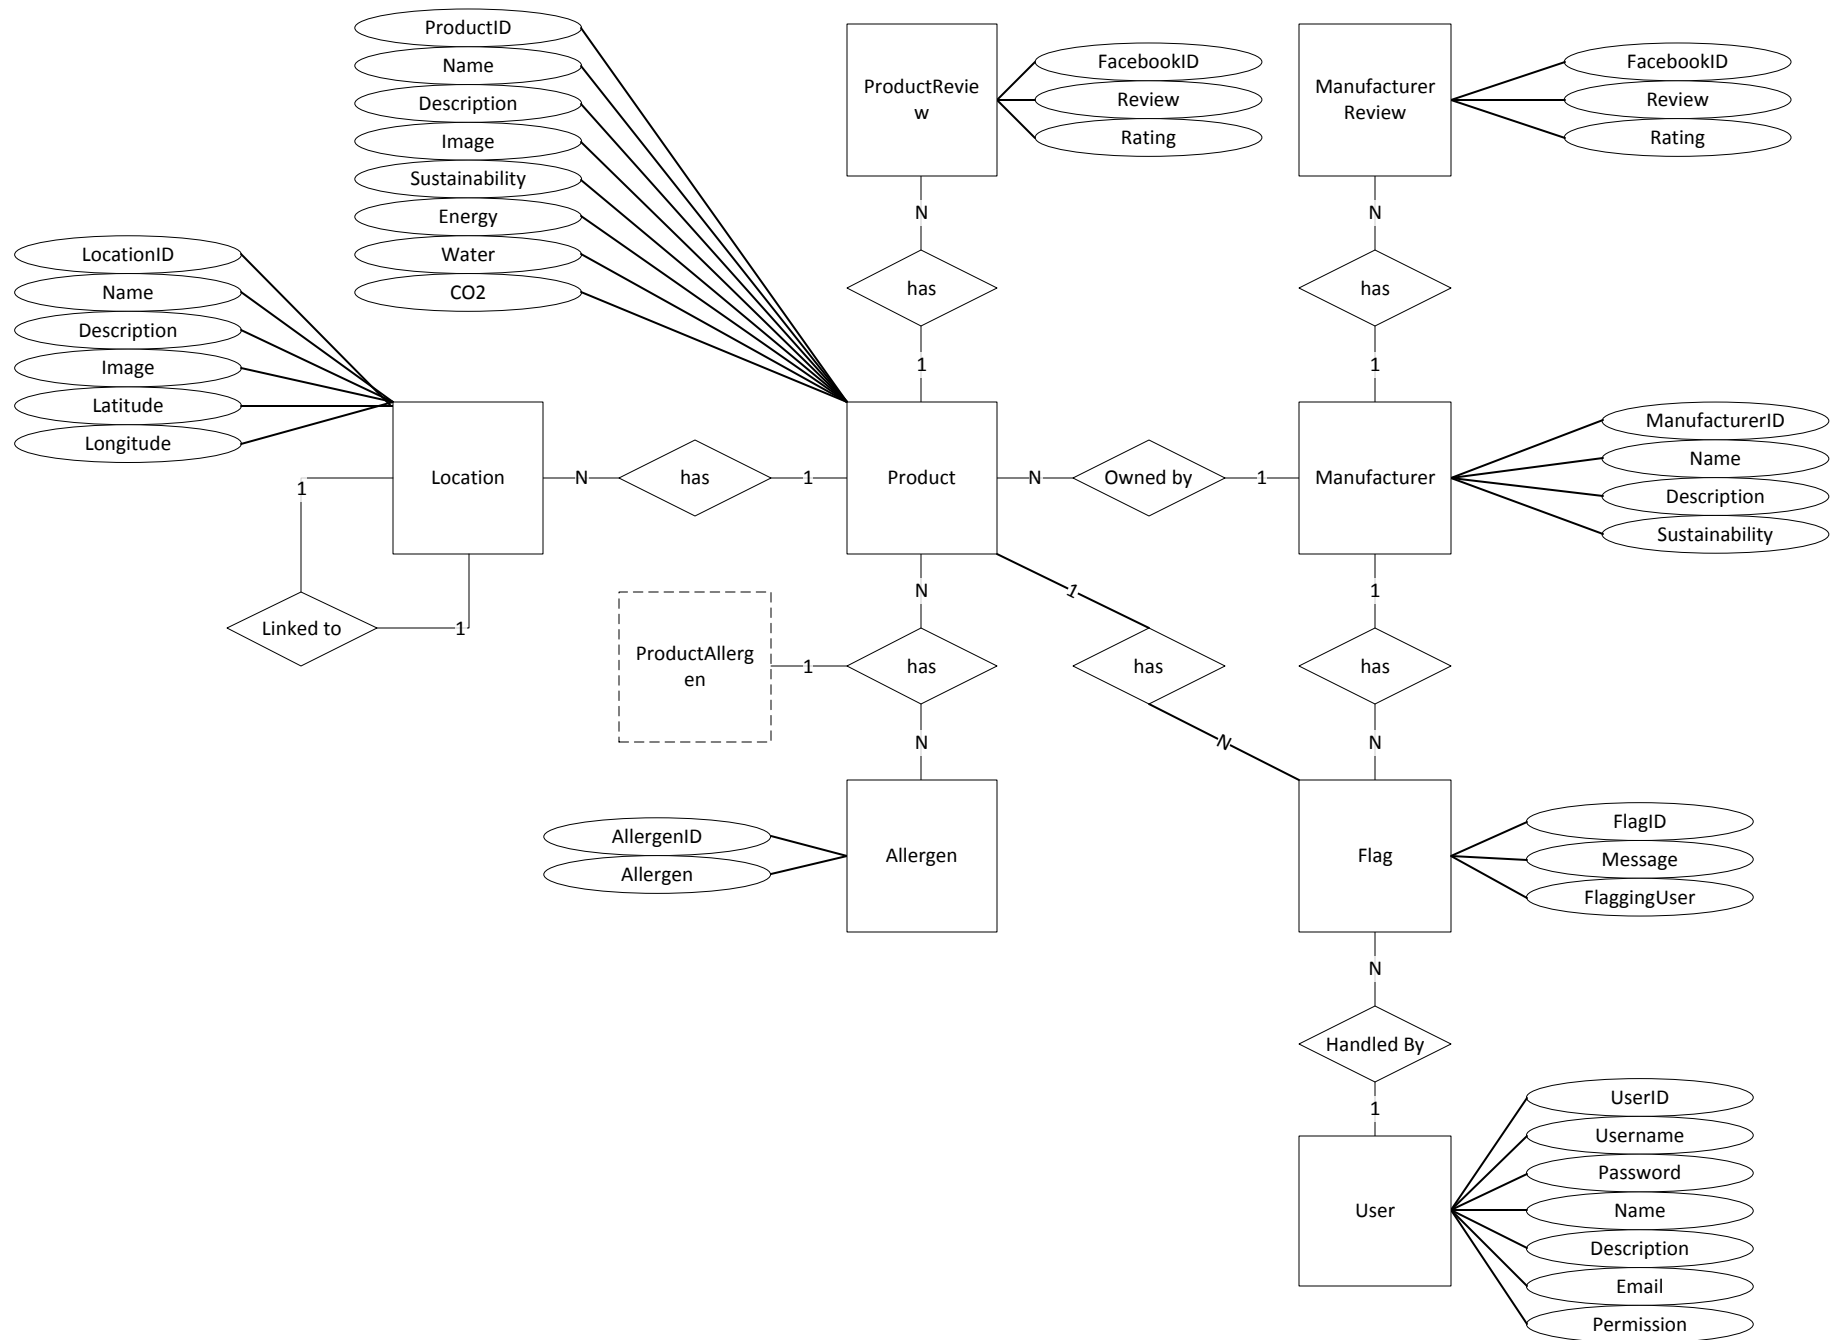 ProductID
Name
Description
Image
Sustainability
Energy
Water
CO2
ProductRevie
w
FacebookID
Review
Rating
Manufacturer
Review
FacebookID
Review
Rating
N
has
1
N
has
1
LocationID
Name
Description
Image
Latitude
Longitude
Location
N
has
1
Product
N
Owned by
1
Manufacturer
ManufacturerID
Name
Description
Sustainability
1
Linked to
1
ProductAllerg
en
1
N
has
N
1
has
N
1
has
N
AllergenID
Allergen
Allergen
Flag
FlagID
Message
FlaggingUser
N
Handled By
1
User
UserID
Username
Password
Name
Description
Email
Permission